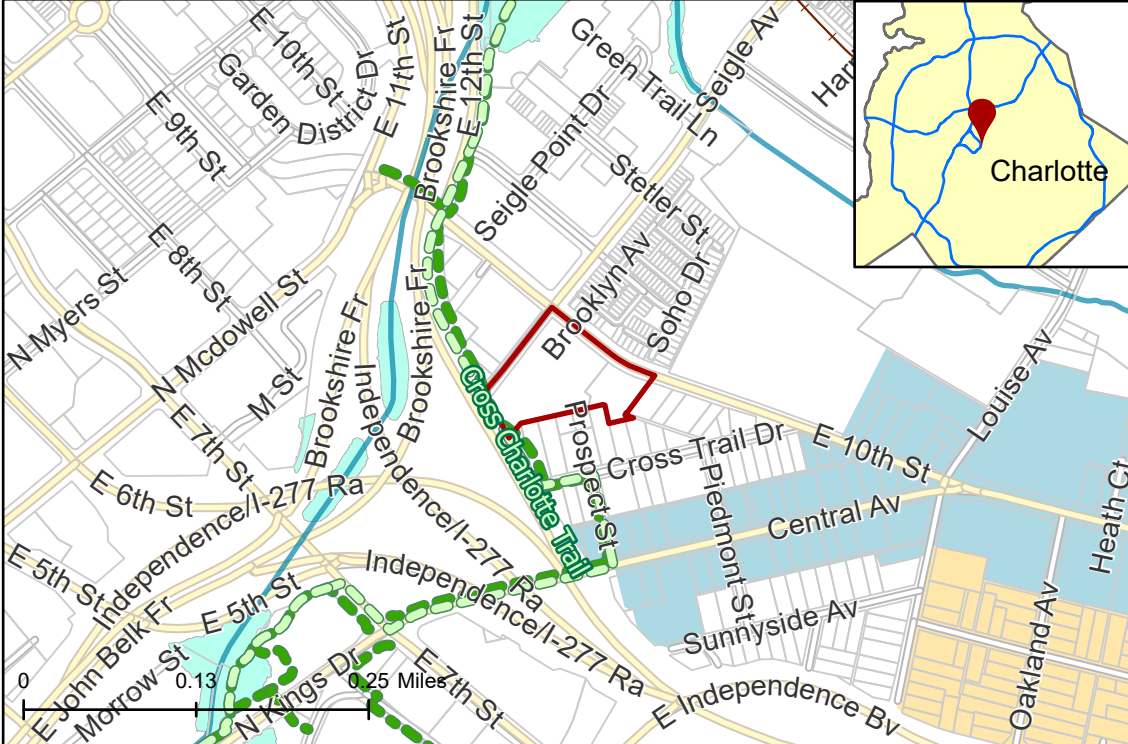 E 10th St
Garden District Dr
E 11th St
Brookshire Fr
E 12th St
Green Trail Ln
Seigle Av
Charlotte
E 9th St
Seigle Point Dr
Stetler St
Brookshire Fr
E 8th St
N Myers St
N Mcdowell St
M St
Brooklyn Av
Soho Dr
Brookshire Fr
Brookshire Fr
Independence/I-277 Ra
Cross Charlotte Trail
Louise Av
N E 7th St
Prospect St
Cross Trail Dr
E 10th St
E 6th St
Independence/I-277 Ra
Piedmont St
Central Av
Heath Ct
E 5th St
E 5th St
Independence/I-277 Ra
Sunnyside Av
E John Belk Fr
Morrow St
N Kings Dr
E 7th St
E Independence Bv
Oakland Av
0 0.13 0.25 Miles